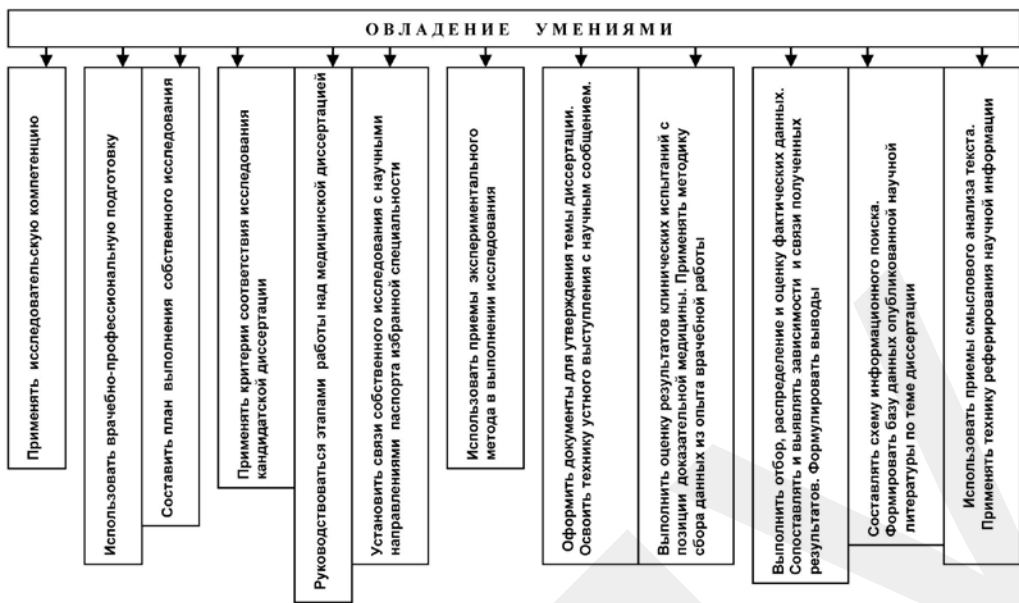 ОВЛАДЕНИЕ УМЕНИЯМИ
Применять исследовательскую компетенцию
Использовать врачебно-профессиональную подготовку
Составить план выполнения собственного исследования
Применять критерии соответствия исследования
кандидатской диссертации
Руководствоваться этапами работы над медицинской диссертацией
Установить связи собственного исследования с научными
направлениями паспорта избранной специальности
Использовать приемы экспериментального
метода в выполнении исследования
Оформить документы для утверждения темы диссертации.
Освоить технику устного выступления с научным сообщением.
Выполнить оценку результатов клинических испытаний с
позиции доказательной медицины. Применять методику
сбора данных из опыта врачебной работы
Выполнить отбор, распределение и оценку фактических данных.
Сопоставлять и выявлять зависимости и связи полученных
результатов. Формулировать выводы
Составлять схему информационного поиска.
Формировать базу данных опубликованной научной
литературы по теме диссертации
Использовать приемы смыслового анализа текста.
Применять технику реферирования научной информации